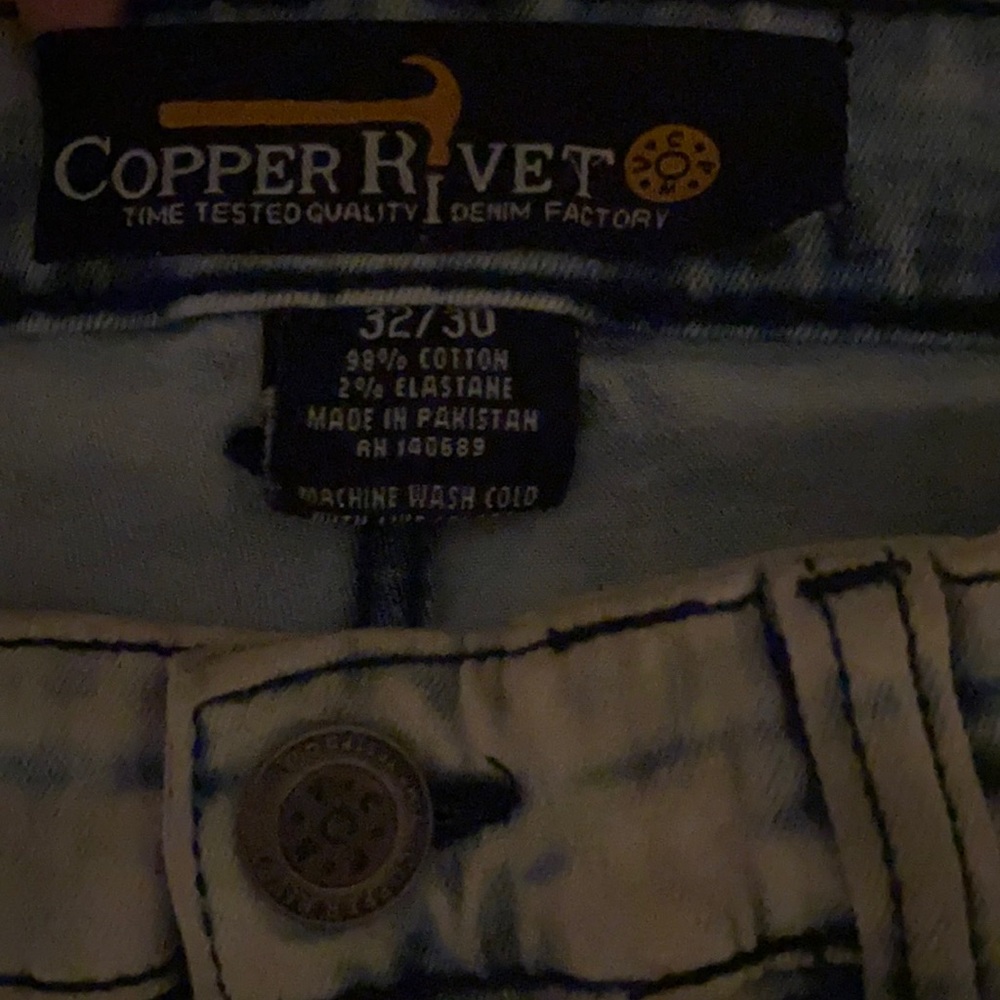 COPPER RIVET
TIME TESTED QUALITY DENIM FACTORY
32/30
98% COTTON
2% ELASTANE
MADE IN PAKISTAN
RN 140689
MACHINE WASH COLD
WITH